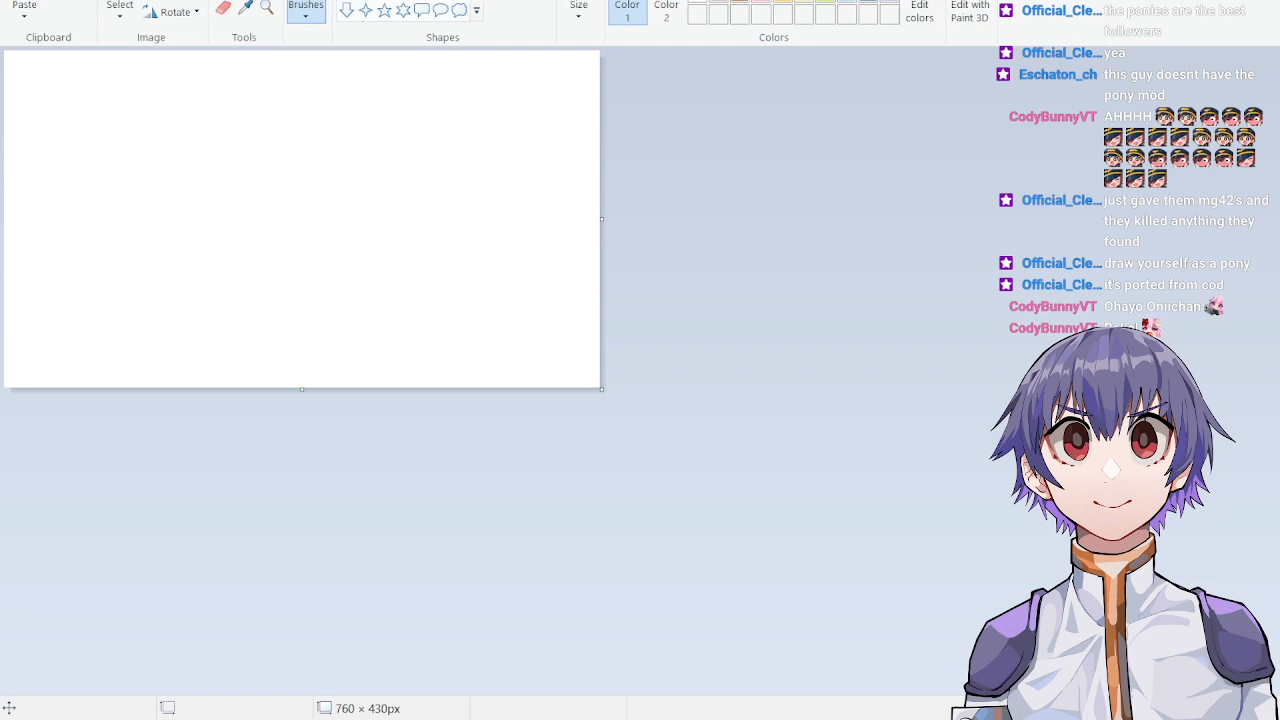 Paste
Select
Rotate
Brushes
Size
Color
1
Color
2
Edit
colors
Edit with
Paint 3D
Clipboard
Image
Tools
Shapes
Colors
Official_Cle... the ponies are the best
followers
Official_Cle... yea
Eschaton_ch this guy doesnt have the
pony mod
CodyBunnyVT AHHHH
Official_Cle... just gave them mg42's and
they killed anything they
found
Official_Cle... draw yourself as a pony
Official_Cle... it's ported from cod
CodyBunnyVT Ohayo Oniichan
CodyBunnyVT
760 × 430px